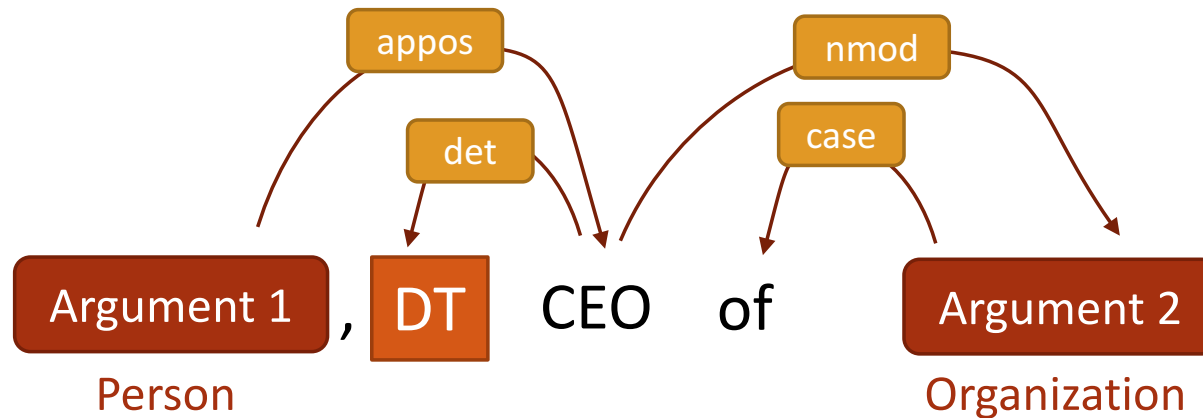 appos
nmod
det
case
Argument 1 , DT CEO of Argument 2
Person
Organization